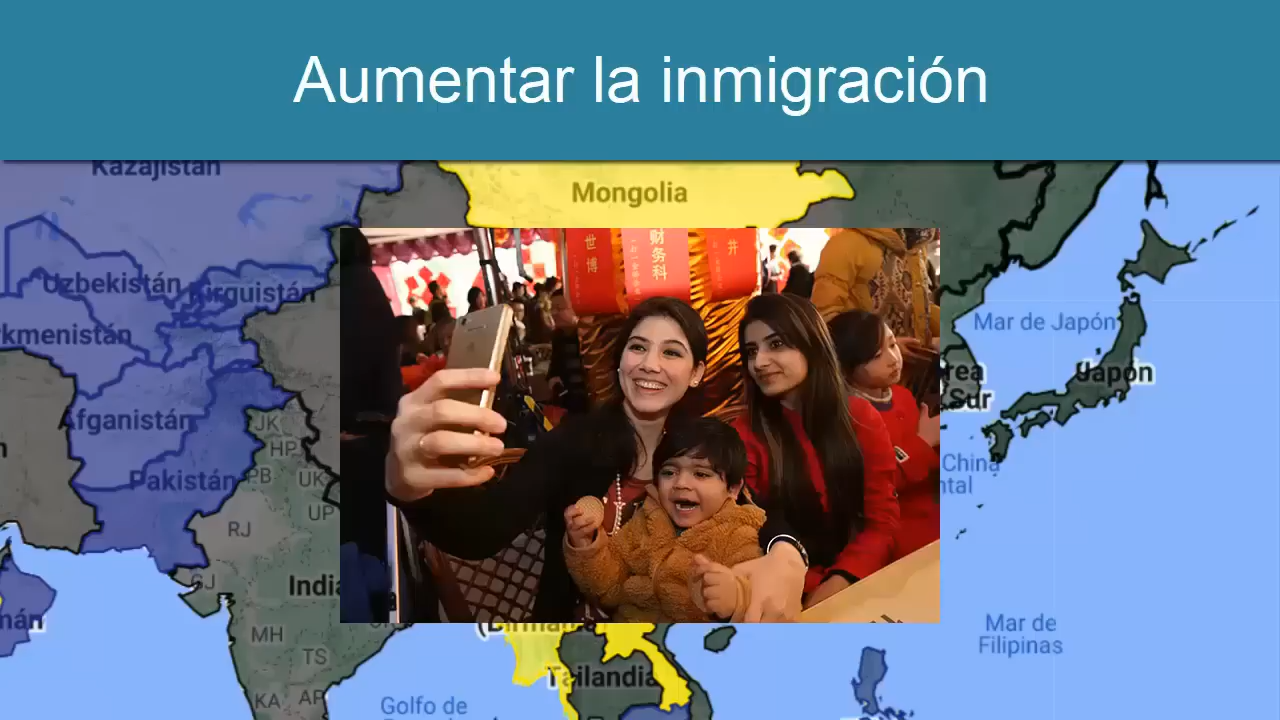 Aumentar la inmigración
Kazajistán
Mongolia
Uzbekistán
Kirguistán
rkmenistán
Mar de Japón
Afganistán
JK
HP
rea
Sur
Japón
Pakistán
PB
UK
UP
China
ntal
RJ
GJ
India
mán
MH
TS
KA
AP
(Birmania)
Tailandia
Mar de
Filipinas
Golfo de
世博
财务科
井